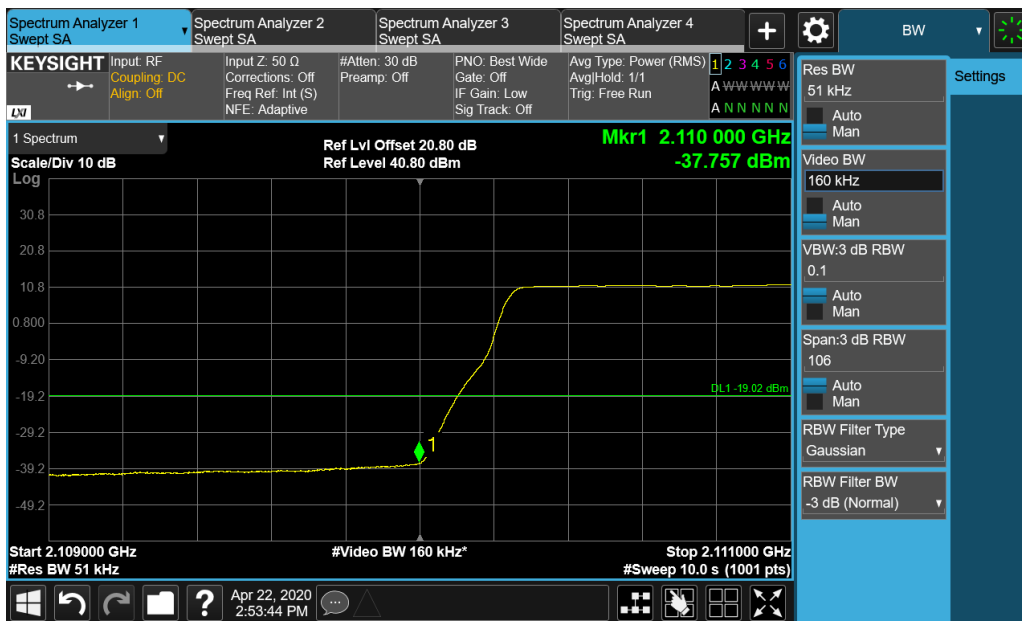 Spectrum Analyzer 1
Swept SA
Spectrum Analyzer 2
Swept SA
Spectrum Analyzer 3
Swept SA
Spectrum Analyzer 4
Swept SA
+
BW
KEYSIGHT
LXI
Input: RF
Coupling: DC
Align: Off
Input Z: 50 Ω
Corrections: Off
Freq Ref: Int (S)
NFE: Adaptive
#Atten: 30 dB
Preamp: Off
PNO: Best Wide
Gate: Off
IF Gain: Low
Sig Track: Off
Avg Type: Power (RMS)
Avg|Hold: 1/1
Trig: Free Run
1 2 3 4 5 6
A W W W W W
A N N N N N
1 Spectrum
Scale/Div 10 dB
Log
Ref Lvl Offset 20.80 dB
Ref Level 40.80 dBm
Mkr1 2.110 000 GHz
-37.757 dBm
30.8
20.8
10.8
0.800
-9.20
-19.2
-29.2
-39.2
-49.2
DL1 -19.02 dBm
1
Start 2.109000 GHz
#Res BW 51 kHz
#Video BW 160 kHz*
Stop 2.111000 GHz
#Sweep 10.0 s (1001 pts)
Res BW
51 kHz
Auto
Man
Video BW
160 kHz
Auto
Man
VBW:3 dB RBW
0.1
Auto
Man
Span:3 dB RBW
106
Auto
Man
RBW Filter Type
Gaussian
RBW Filter BW
-3 dB (Normal)
Settings
?
Apr 22, 2020
2:53:44 PM